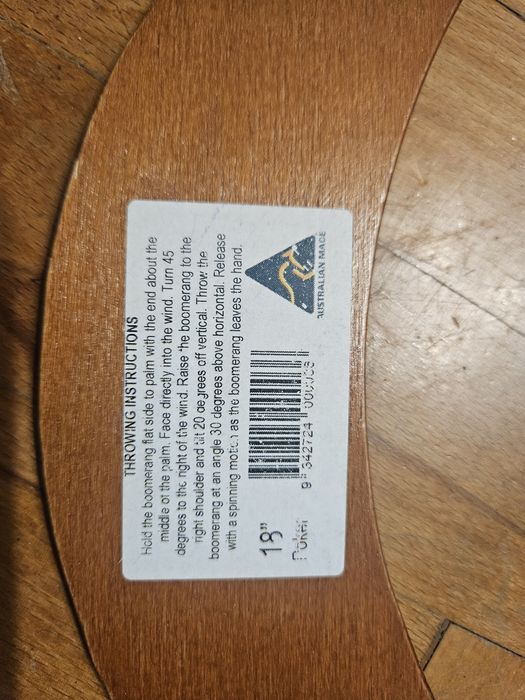 THROWING INSTRUCTIONS
Hold the boomerang flat side to palm with the end about the
middle of the palm. Face directly into the wind. Turn 45
degrees to the right of the wind. Raise the boomerang to the
right shoulder and tilt 20 degrees off vertical. Throw the
boomerang at an angle 30 degrees above horizontal. Release
with a spinning motion as the boomerang leaves the hand.
18"
9 342724
AUSTRALIAN MADE